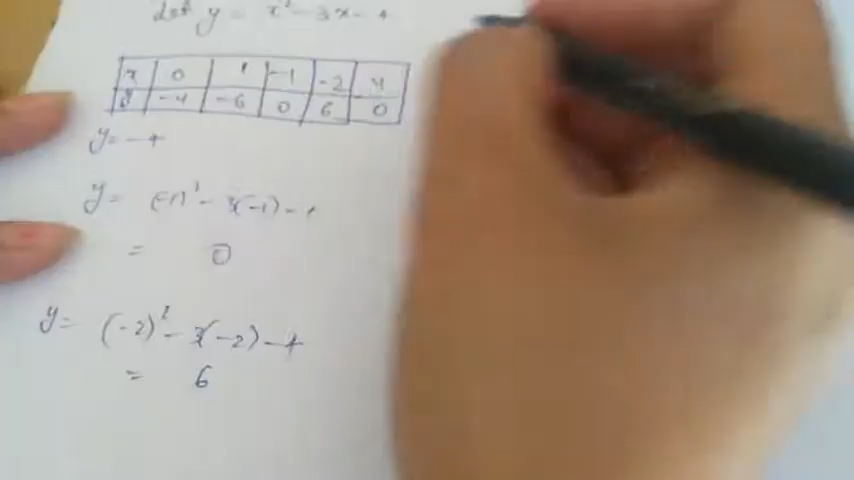 let y = x² - 3x - 4
x 0 1 -1 -2 4
y -4 -6 0 6 0
y = -4
y = (-1)² - 3(-1) - 4
= 0
y = (-2)² - 3(-2) - 4
= 6